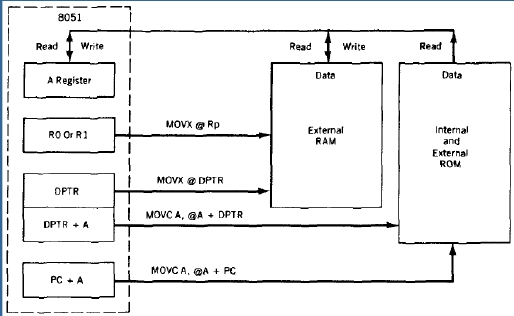 8051
Read Write
A Register
R0 Or R1
DPTR
DPTR + A
PC + A
MOVX @ Rp
MOVX @ DPTR
MOVC A, @A + DPTR
MOVC A, @A + PC
Read Write
Data
External
RAM
Read
Data
Internal
and
External
ROM